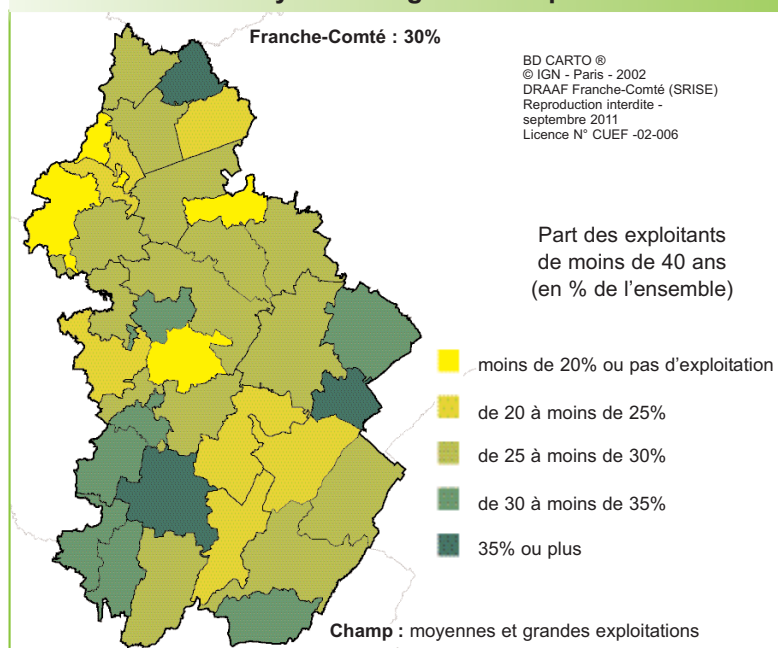 Franche-Comté : 30%
BD CARTO ®
© IGN - Paris - 2002
DRAAF Franche-Comté (SRISE)
Reproduction interdite -
septembre 2011
Licence N° CUEF -02-006
Part des exploitants
de moins de 40 ans
(en % de l'ensemble)
moins de 20% ou pas d'exploitation
de 20 à moins de 25%
de 25 à moins de 30%
de 30 à moins de 35%
35% ou plus
Champ : moyennes et grandes exploitations